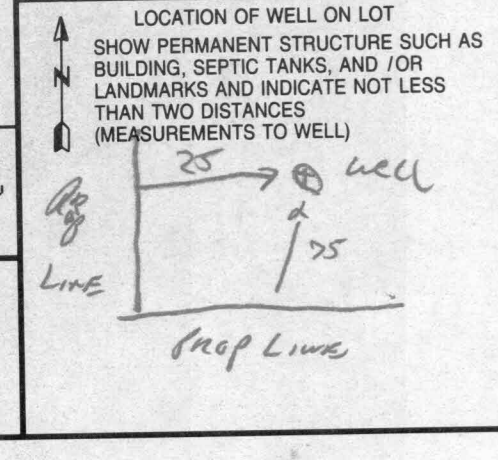 LOCATION OF WELL ON LOT
SHOW PERMANENT STRUCTURE SUCH AS
BUILDING, SEPTIC TANKS, AND /OR
LANDMARKS AND INDICATE NOT LESS
THAN TWO DISTANCES
(MEASUREMENTS TO WELL)
N
25 well
75
LINE
Prop LINE